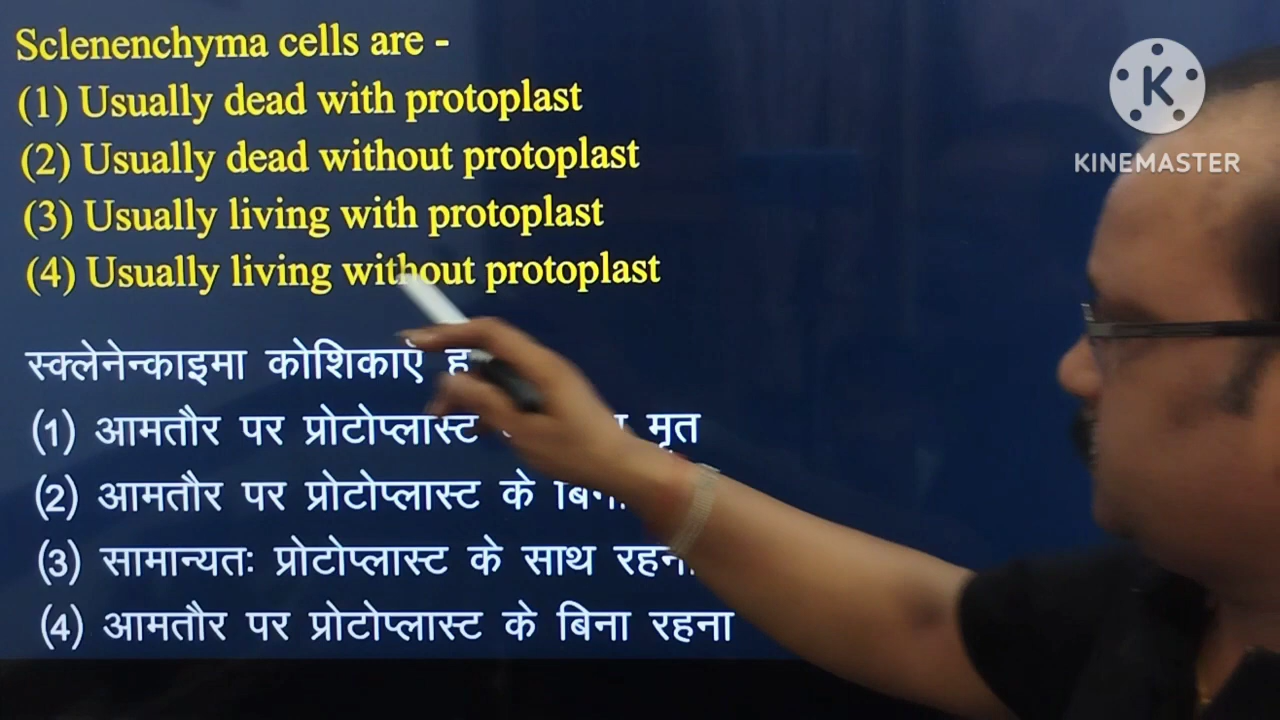 Sclenenchyma cells are -
(1) Usually dead with protoplast
(2) Usually dead without protoplast
(3) Usually living with protoplast
(4) Usually living without protoplast
स्क्लेनेन्काइमा कोशिकाएँ
(1) आमतौर पर प्रोटोप्लास्ट मृत
(2) आमतौर पर प्रोटोप्लास्ट के
(3) सामान्यतः प्रोटोप्लास्ट के साथ
(4) आमतौर पर प्रोटोप्लास्ट के बिना रहना
K
KINEMASTER